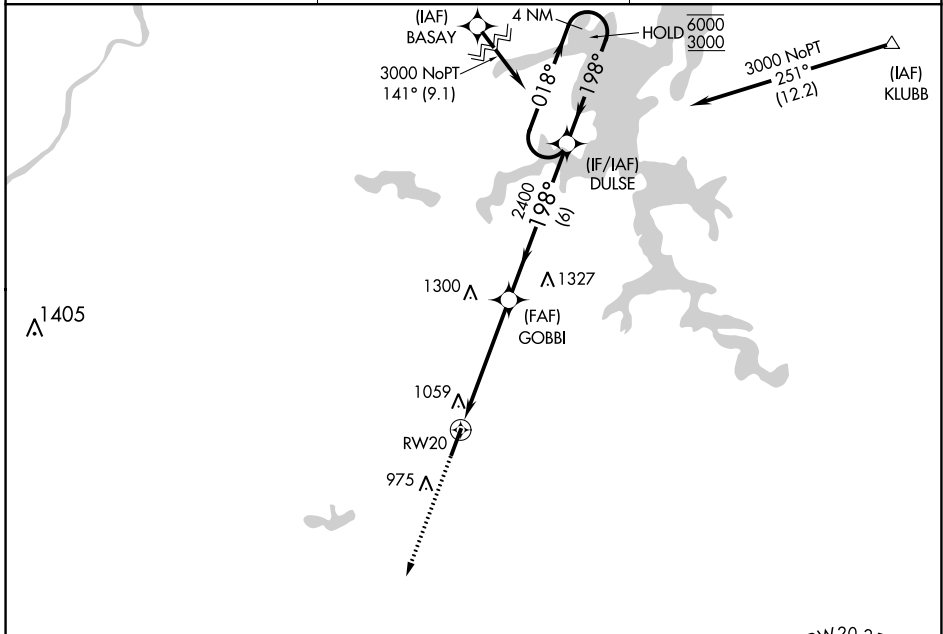 (IAF)
BASAY
4 NM
HOLD
6000
3000
3000 NoPT
141° (9.1)
018°
198°
3000 NoPT
251°
(12.2)
(IAF)
KLUBB
(IF/IAF)
DULSE
2400
198°
(6)
1300
1327
(FAF)
GOBBI
1405
1059
RW20
975